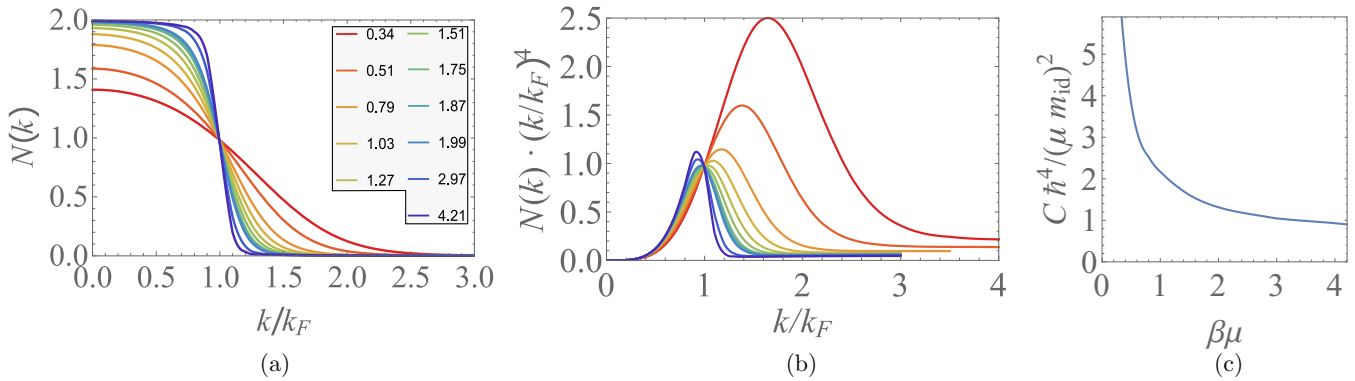 N(k)
2.0
1.5
1.0
0.5
0.0
0.0 0.5 1.0 1.5 2.0 2.5 3.0
k/k_F
0.34 1.51
0.51 1.75
0.79 1.87
1.03 1.99
1.27 2.97
4.21
(a)
N(k) · (k/k_F)^4
2.5
2.0
1.5
1.0
0.5
0.0
0 1 2 3 4
k/k_F
(b)
C ℏ^4/(μ m_id)^2
5
4
3
2
1
0
0 1 2 3 4
βμ
(c)